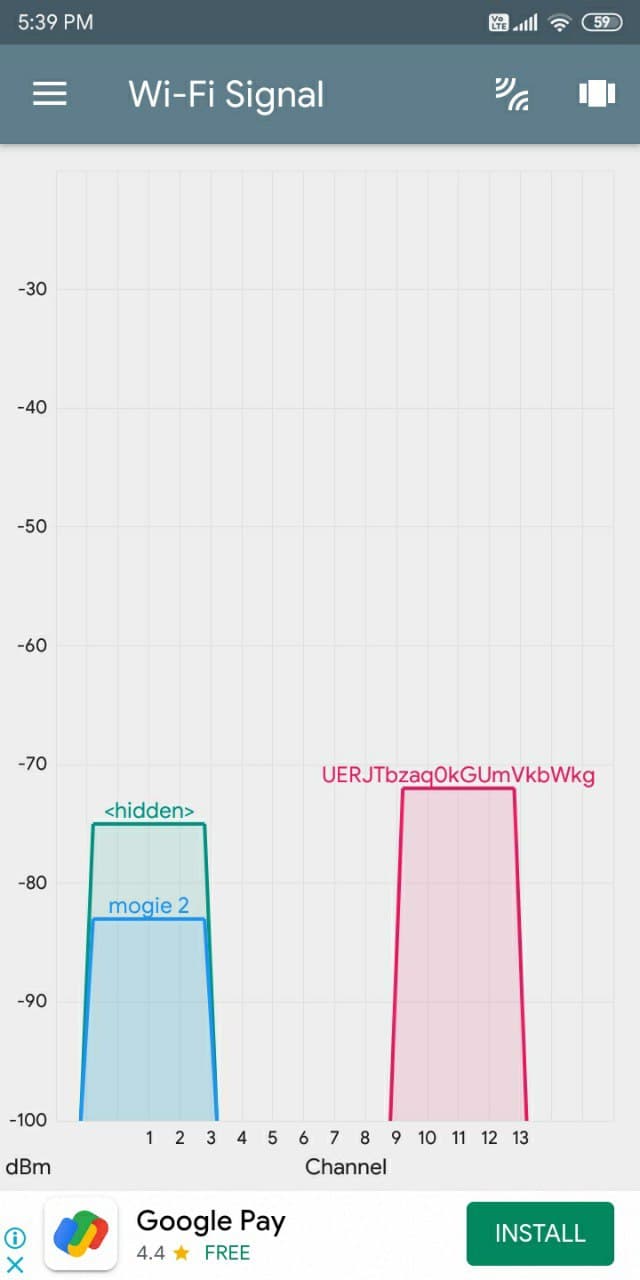 5:39 PM
Vo LTE
59
Wi-Fi Signal
-30
-40
-50
-60
-70
UERJTbzaq0kGUmVkbWkg
<hidden>
-80
mogie 2
-90
-100
1 2 3 4 5 6 7 8 9 10 11 12 13
dBm Channel
Google Pay
4.4 ★ FREE
INSTALL